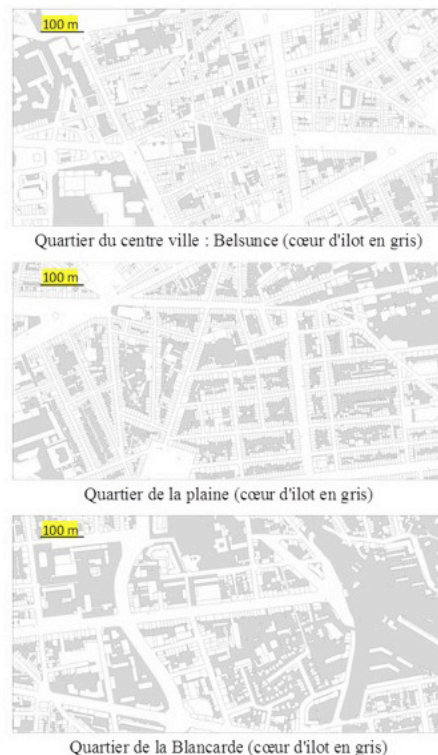 100 m
Quartier du centre ville : Belsunce (cœur d'ilot en gris)
100 m
Quartier de la plaine (cœur d'ilot en gris)
100 m
Quartier de la Blancarde (cœur d'ilot en gris)